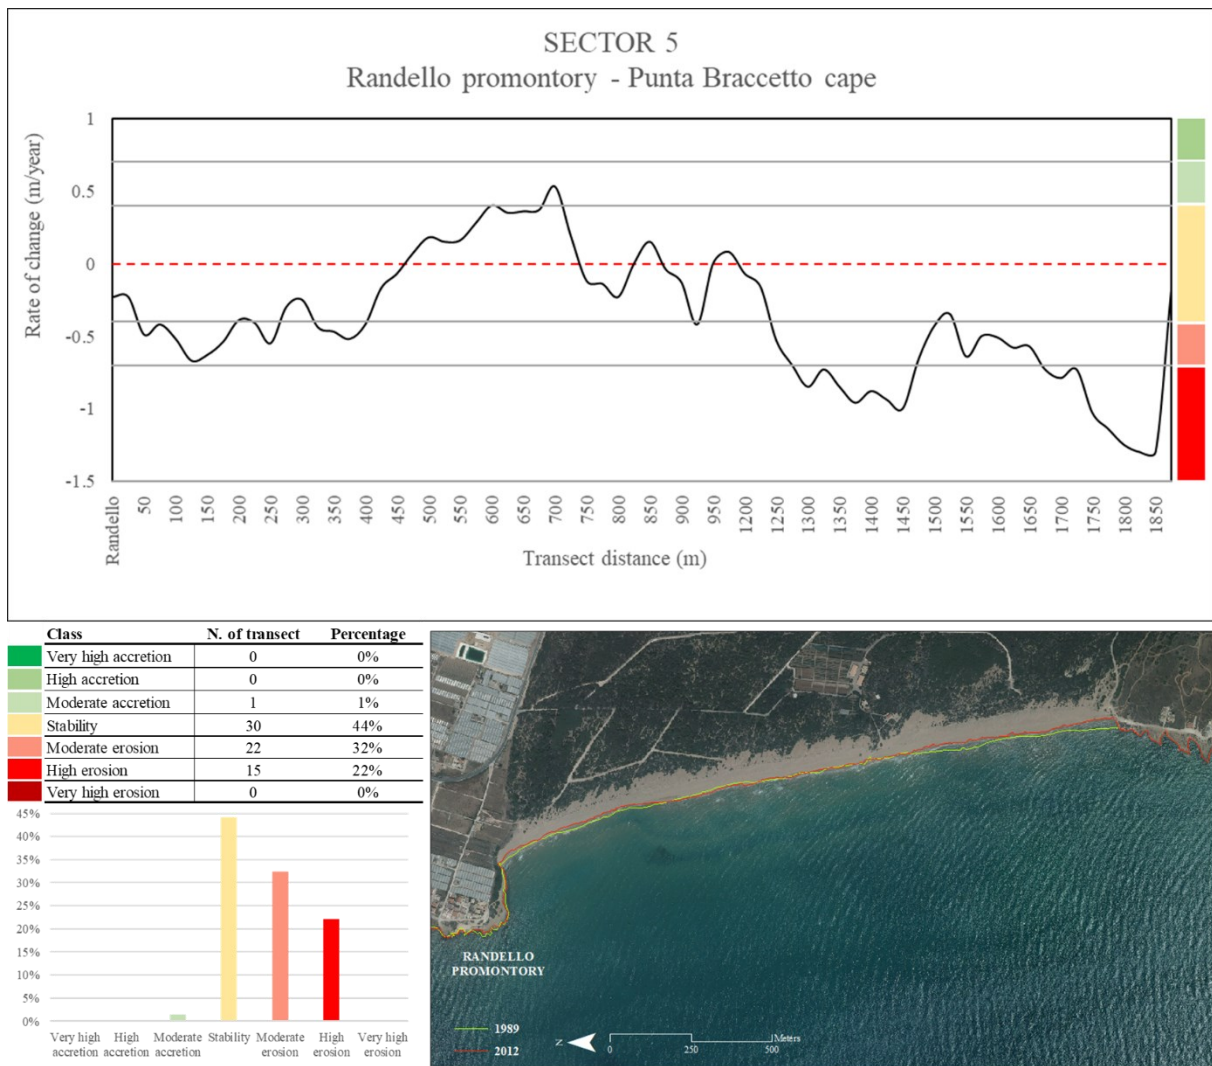 SECTOR 5
Randello promontory - Punta Braccetto cape
Rate of change (m/year)
1
0.5
0
-0.5
-1
-1.5
Randello
50
100
150
200
250
300
350
400
450
500
550
600
650
700
750
800
850
900
950
1200
1250
1300
1350
1400
1450
1500
1550
1600
1650
1700
1750
1800
1850
Transect distance (m)
Class N. of transect Percentage
Very high accretion 0 0%
High accretion 0 0%
Moderate accretion 1 1%
Stability 30 44%
Moderate erosion 22 32%
High erosion 15 22%
Very high erosion 0 0%
45%
40%
35%
30%
25%
20%
15%
10%
5%
0%
Very high accretion
High accretion
Moderate accretion
Stability
Moderate erosion
High erosion
Very high erosion
RANDELLO
PROMONTORY
1989
2012
N
Meters
0 250 500